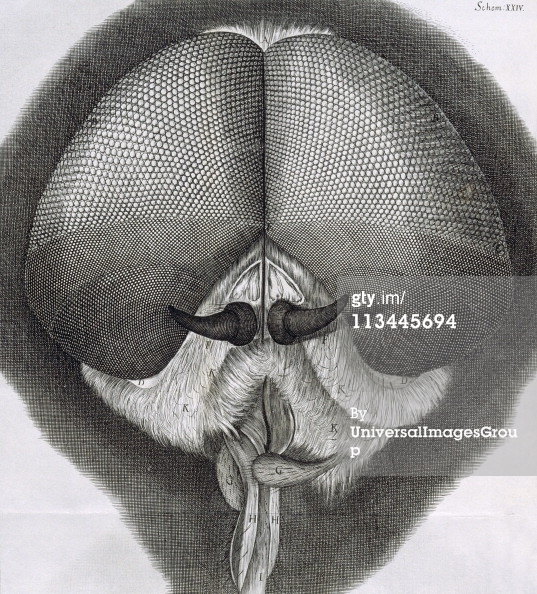 Schem. XXIV.
gty.im/
113445694
By
UniversalImagesGrou
p
D
D
K
K
K
G
G
H
H
I